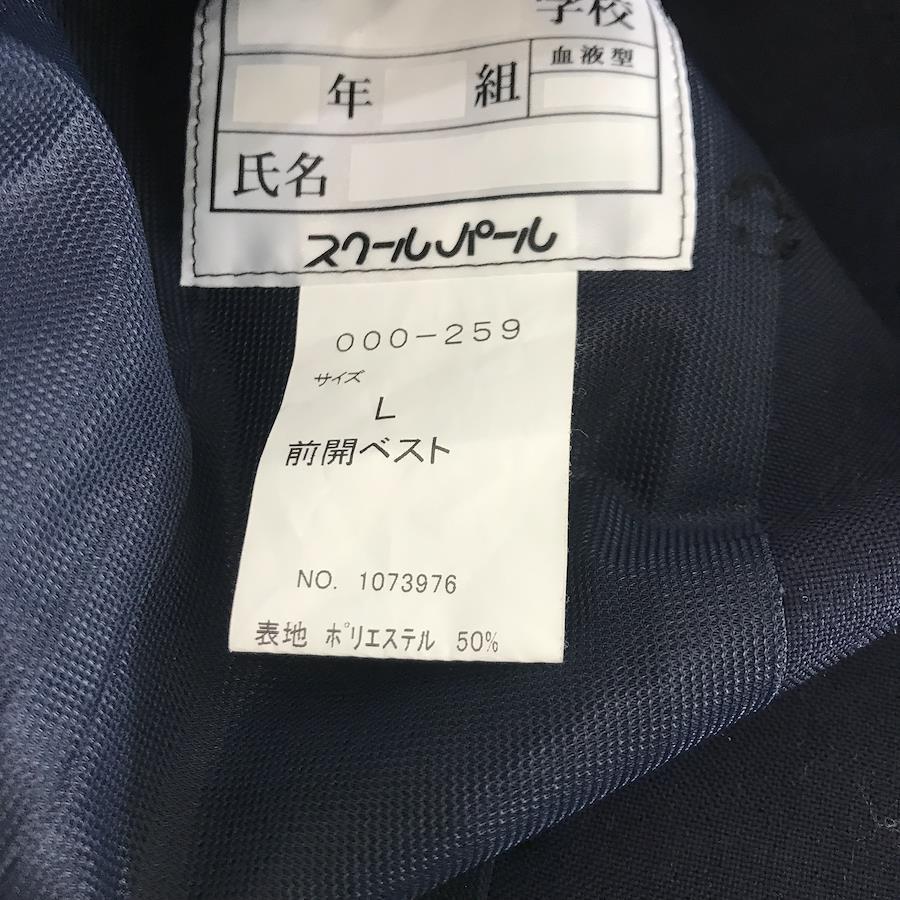 学校
血液型
年 組
氏名
スクールパール
000-259
サイズ
L
前開ベスト
NO. 1073976
表地 ポリエステル 50%